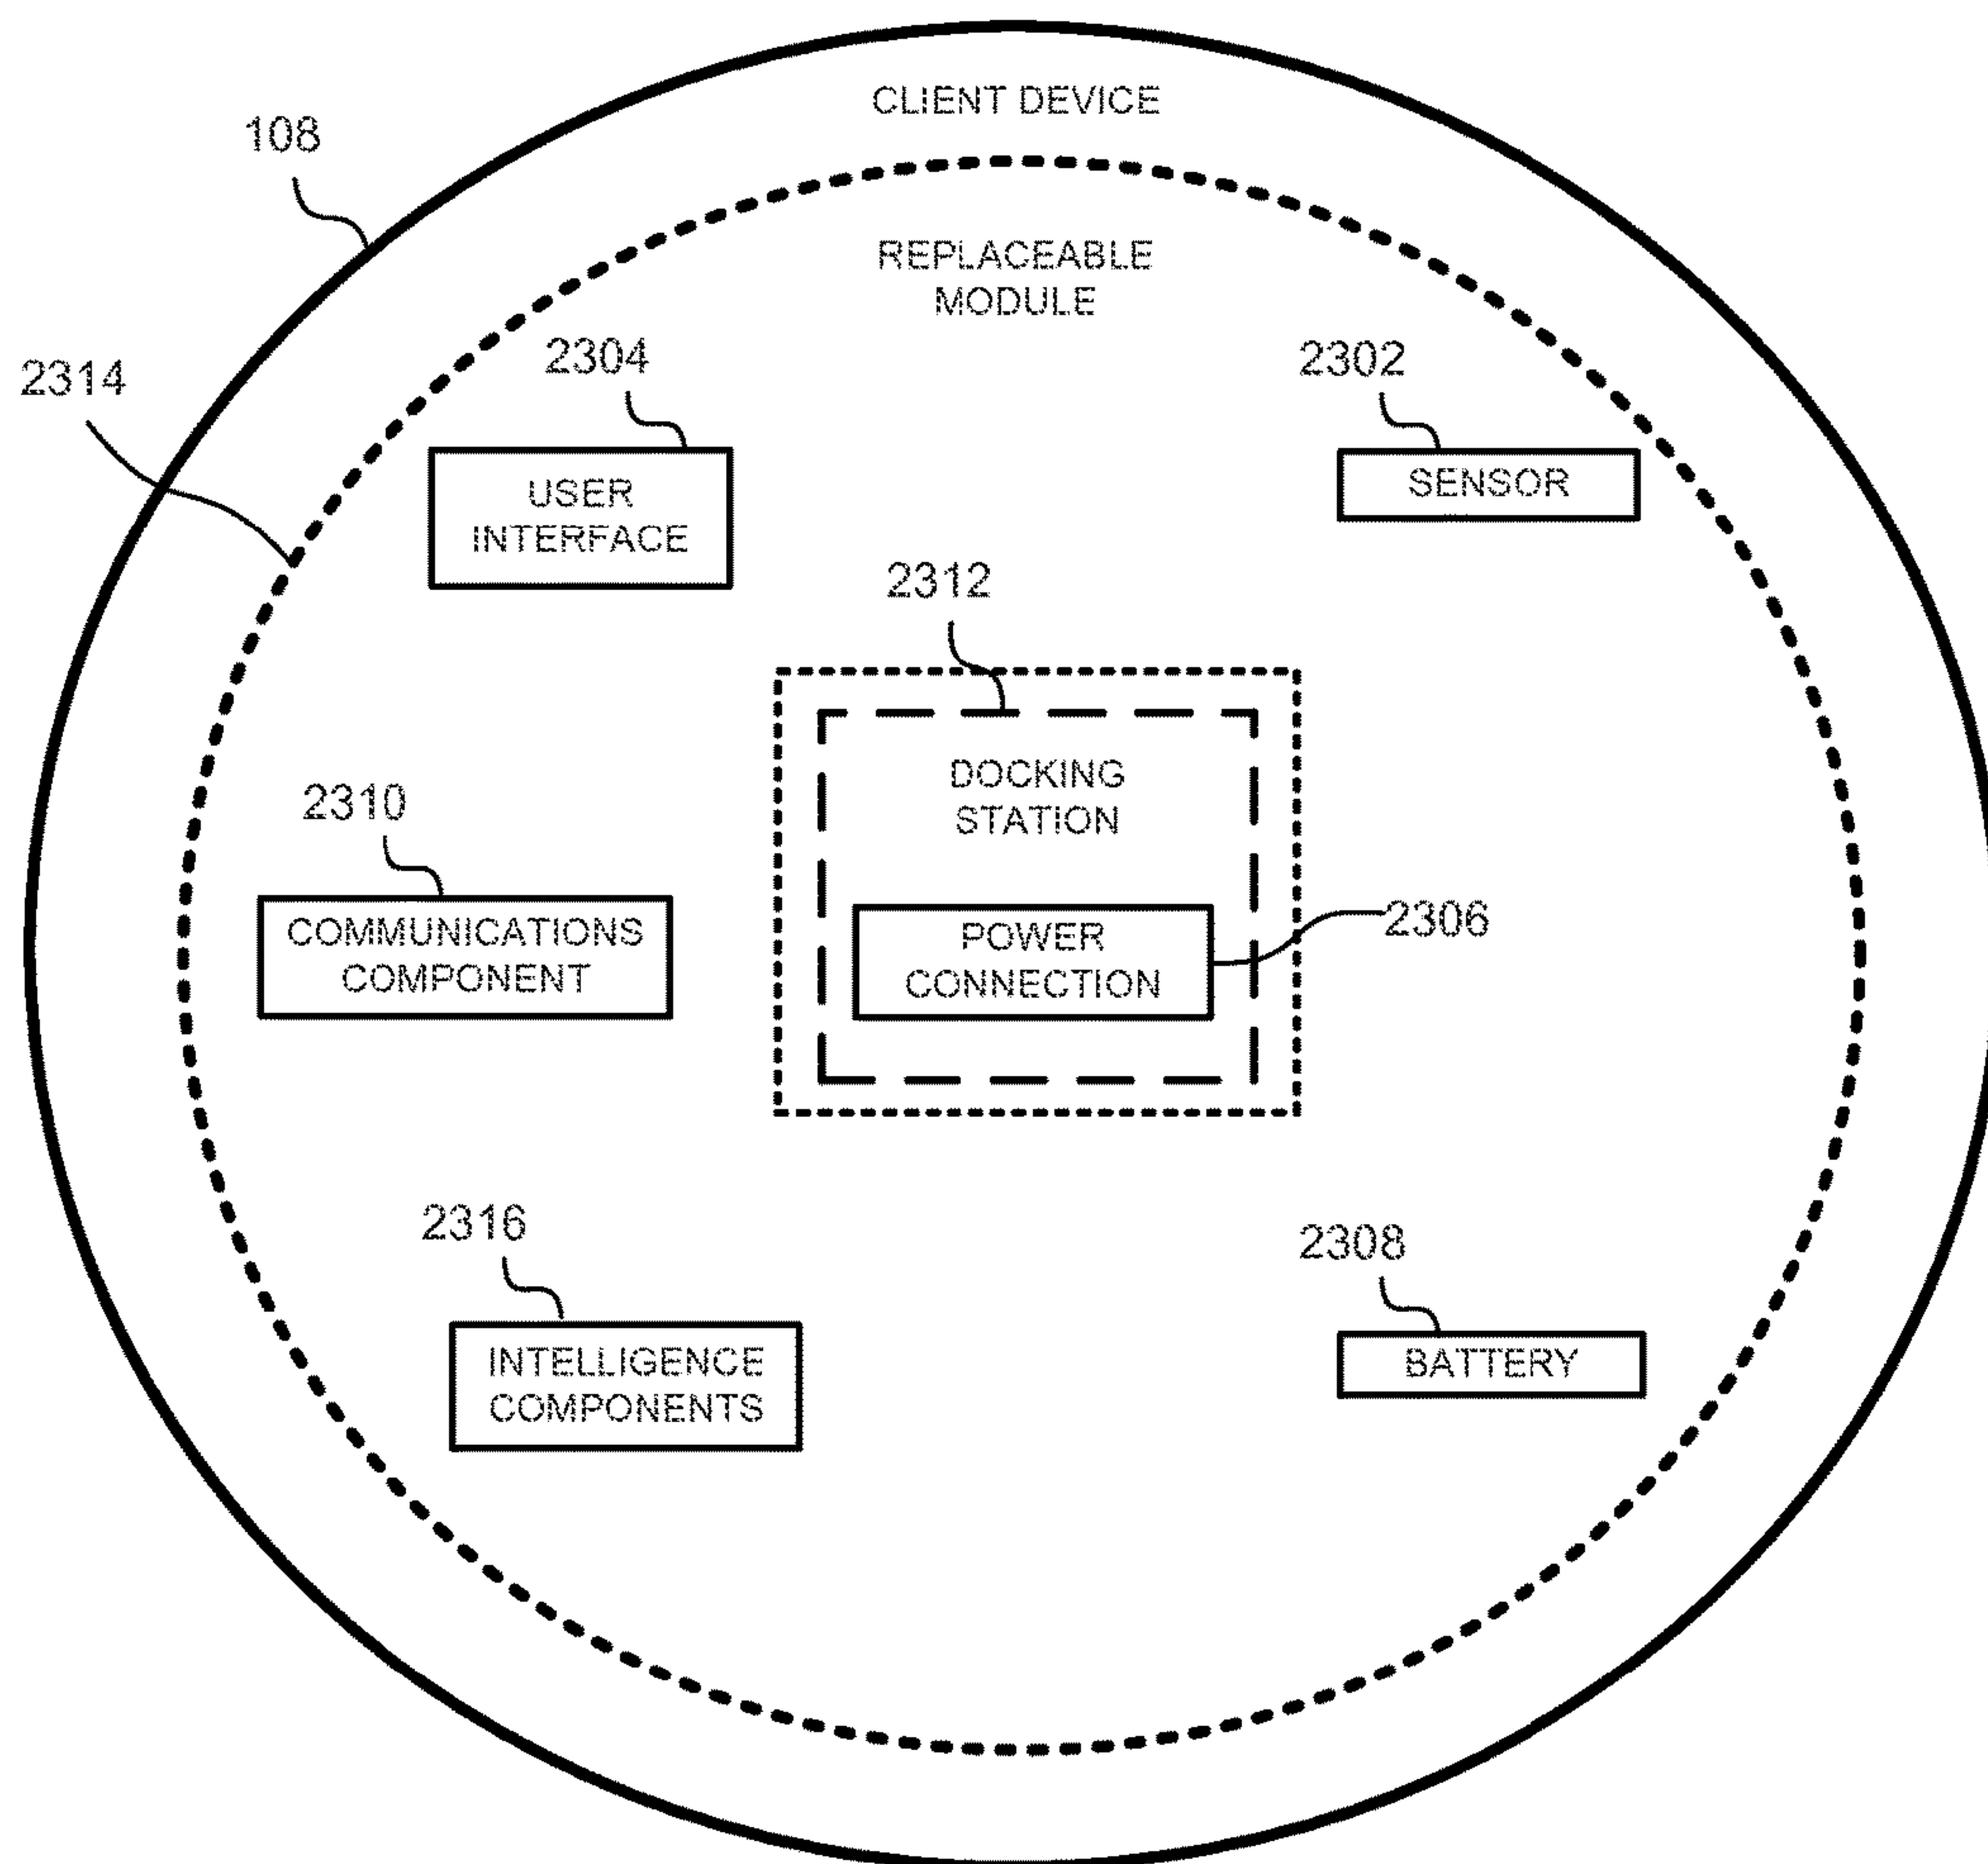 CLIENT DEVICE
108
REPLACEABLE
MODULE
2304
2302
2314
USER
INTERFACE
SENSOR
2312
DOCKING
STATION
2310
COMMUNICATIONS
COMPONENT
POWER
CONNECTION
2306
2316
2308
INTELLIGENCE
COMPONENTS
BATTERY